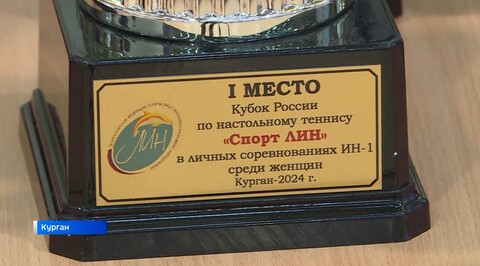 I МЕСТО
Кубок России
по настольному теннису
«Спорт ЛИН»
в личных соревнованиях ИН-1
среди женщин
Курган-2024 г.
ЛИН
Курган